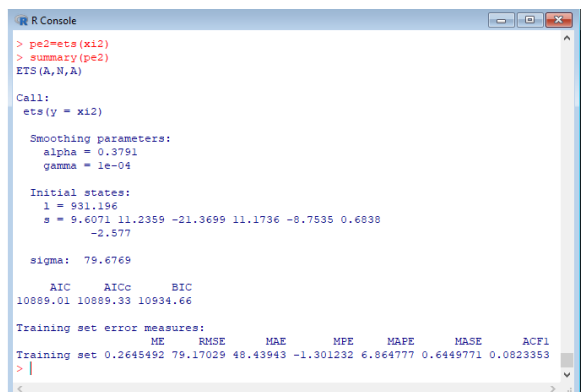 R Console
> pe2=ets(xi2)
> summary(pe2)
ETS(A,N,A)
Call:
ets(y = xi2)
Smoothing parameters:
alpha = 0.3791
gamma = 1e-04
Initial states:
l = 931.196
s = 9.6071 11.2359 -21.3699 11.1736 -8.7535 0.6838
-2.577
sigma: 79.6769
AIC AICc BIC
10889.01 10889.33 10934.66
Training set error measures:
ME RMSE MAE MPE MAPE MASE ACF1
Training set 0.2645492 79.17029 48.43943 -1.301232 6.864777 0.6449771 0.0823353
>